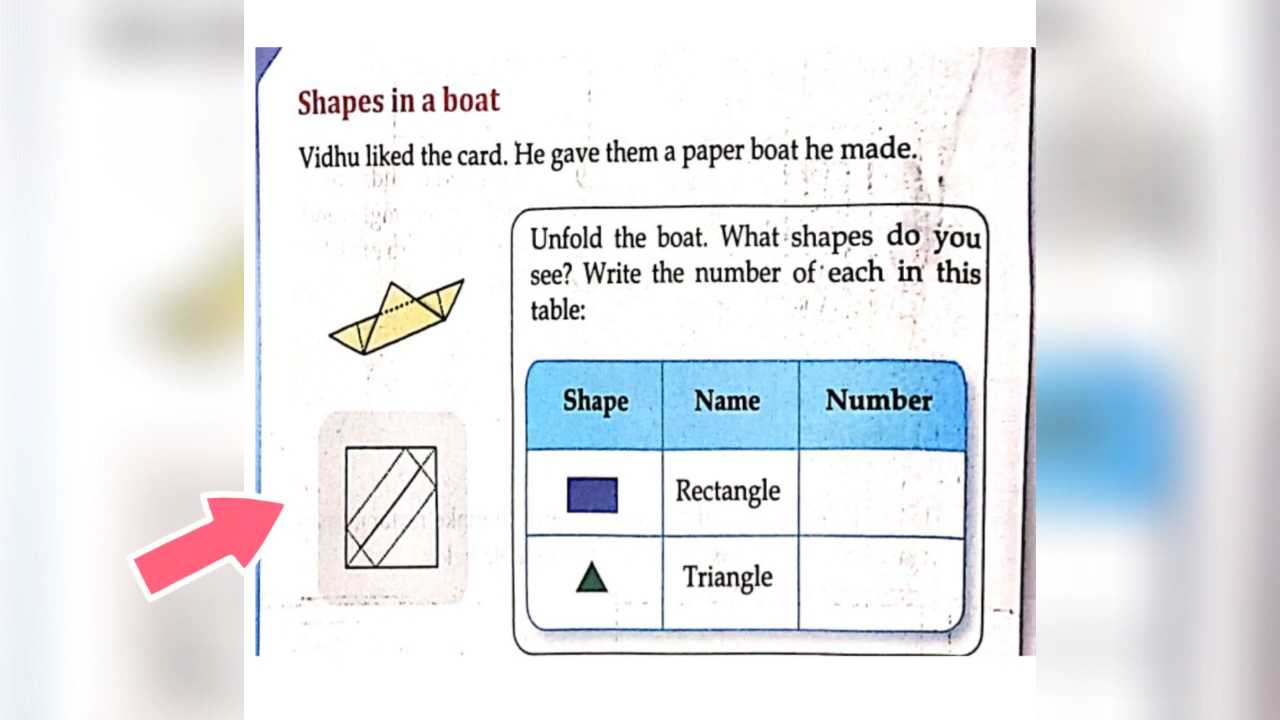 Shapes in a boat
Vidhu liked the card. He gave them a paper boat he made.
Unfold the boat. What shapes do you
see? Write the number of each in this
table:
Shape Name Number
Rectangle
Triangle